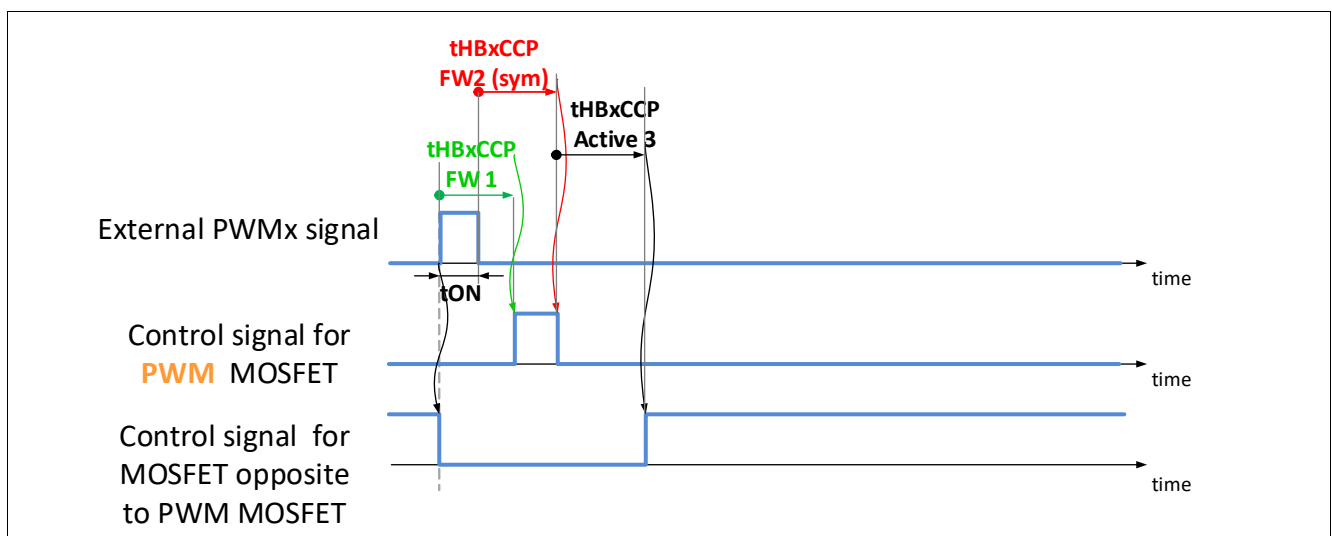 tHBxCCP
FW2 (sym)
tHBxCCP
Active 3
tHBxCCP
FW 1
External PWMx signal
time
tON
Control signal for
PWM MOSFET
time
Control signal for
MOSFET opposite
to PWM MOSFET
time